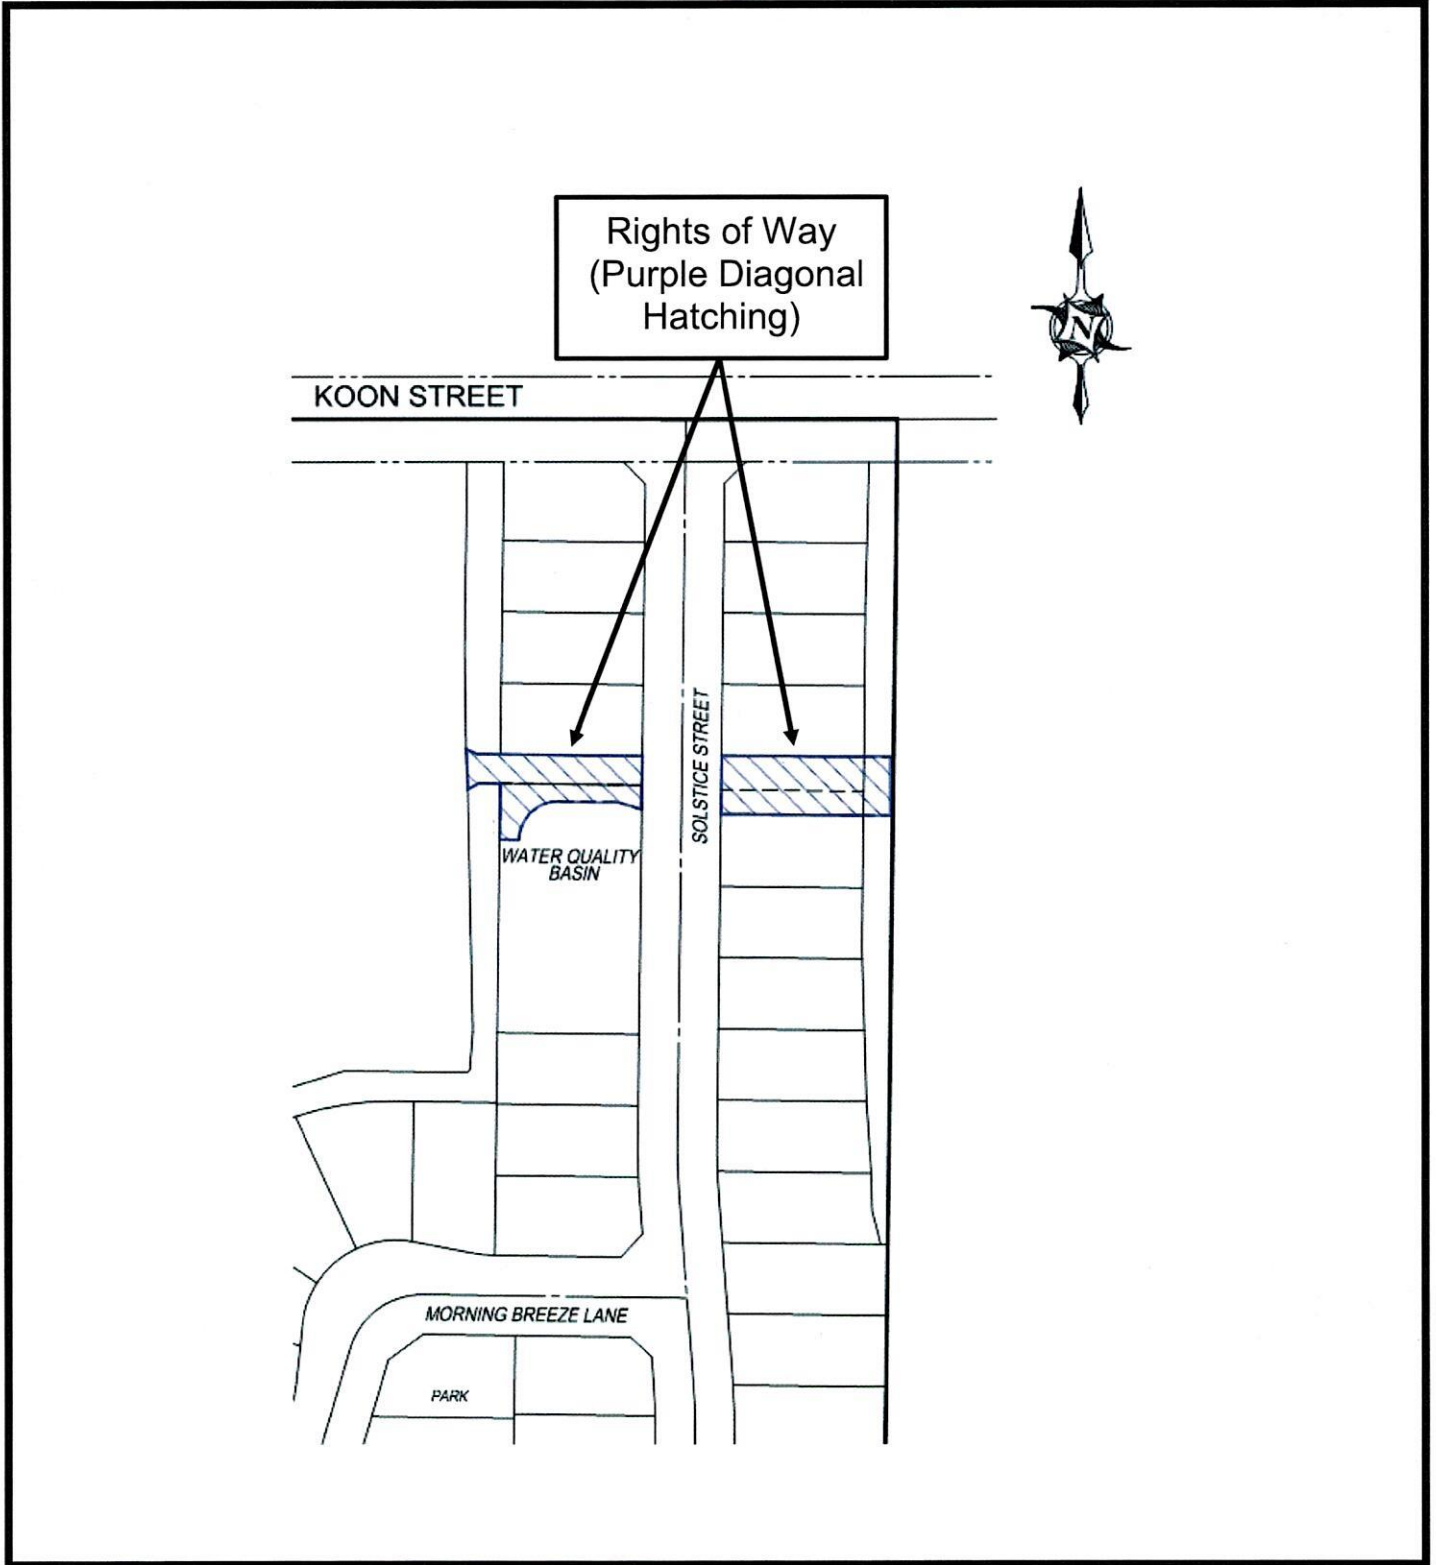 Rights of Way
(Purple Diagonal
Hatching)
N
KOON STREET
SOLSTICE STREET
WATER QUALITY
BASIN
MORNING BREEZE LANE
PARK